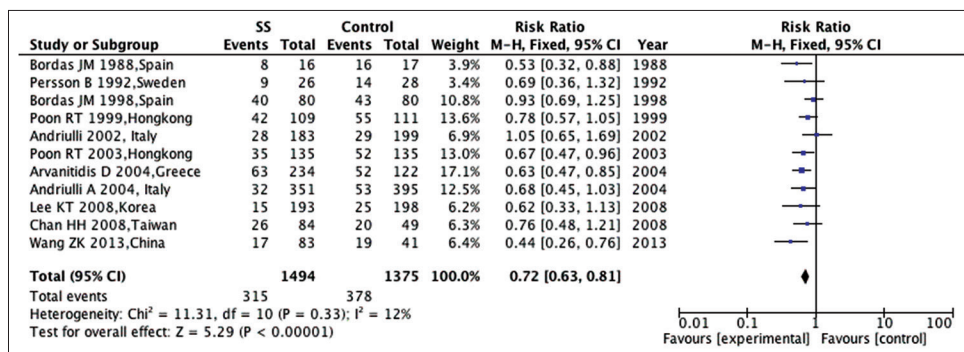 SS Control Risk Ratio Risk Ratio
Study or Subgroup Events Total Events Total Weight M-H, Fixed, 95% CI Year M-H, Fixed, 95% CI
Bordas JM 1988,Spain 8 16 16 17 3.9% 0.53 [0.32, 0.88] 1988
Persson B 1992,Sweden 9 26 14 28 3.4% 0.69 [0.36, 1.32] 1992
Bordas JM 1998,Spain 40 80 43 80 10.8% 0.93 [0.69, 1.25] 1998
Poon RT 1999,Hongkong 42 109 55 111 13.6% 0.78 [0.57, 1.05] 1999
Andriulli 2002, Italy 28 183 29 199 6.9% 1.05 [0.65, 1.69] 2002
Poon RT 2003,Hongkong 35 135 52 135 13.0% 0.67 [0.47, 0.96] 2003
Arvanitidis D 2004,Greece 63 234 52 122 17.1% 0.63 [0.47, 0.85] 2004
Andriulli A 2004, Italy 32 351 53 395 12.5% 0.68 [0.45, 1.03] 2004
Lee KT 2008,Korea 15 193 25 198 6.2% 0.62 [0.33, 1.13] 2008
Chan HH 2008,Taiwan 26 84 20 49 6.3% 0.76 [0.48, 1.21] 2008
Wang ZK 2013,China 17 83 19 41 6.4% 0.44 [0.26, 0.76] 2013
Total (95% CI) 1494 1375 100.0% 0.72 [0.63, 0.81]
Total events 315 378
Heterogeneity: Chi² = 11.31, df = 10 (P = 0.33); I² = 12%
Test for overall effect: Z = 5.29 (P < 0.00001)
0.01 0.1 1 10 100
Favours [experimental] Favours [control]